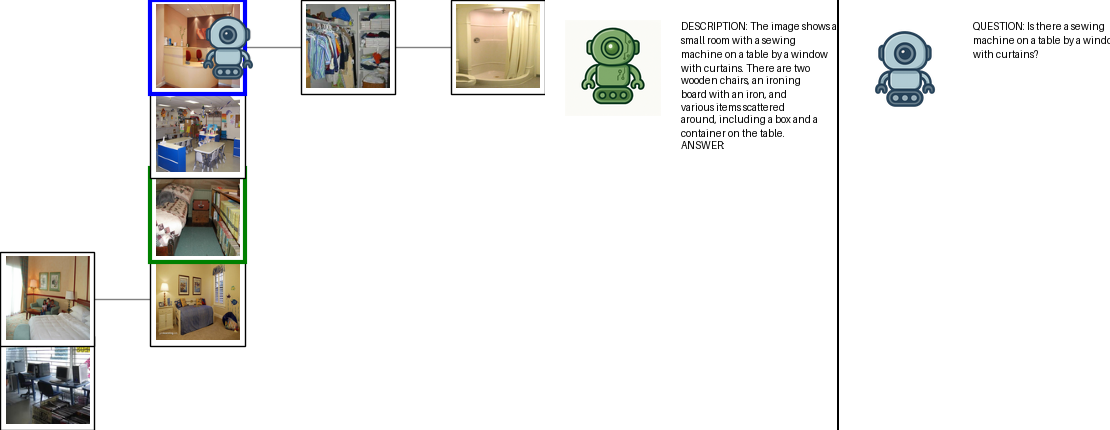 DESCRIPTION: The image shows a
small room with a sewing
machine on a table by a window
with curtains. There are two
wooden chairs, an ironing
board with an iron, and
various items scattered
around, including a box and a
container on the table.
ANSWER:
QUESTION: Is there a sewing
machine on a table by a
with curtains?